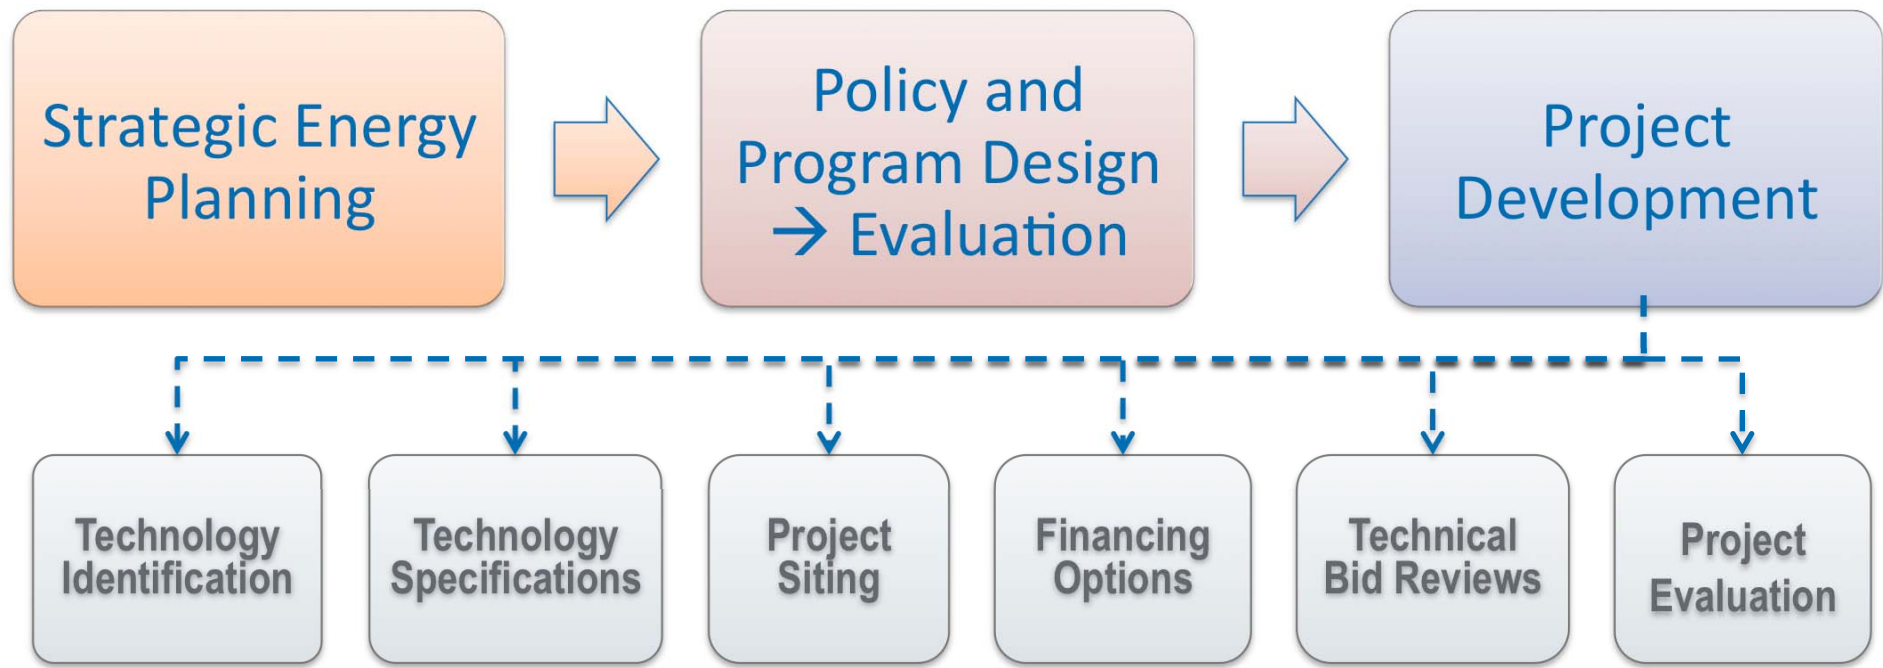 Strategic Energy
Planning
Policy and
Program Design
→ Evaluation
Project
Development
Technology
Identification
Technology
Specifications
Project
Siting
Financing
Options
Technical
Bid Reviews
Project
Evaluation